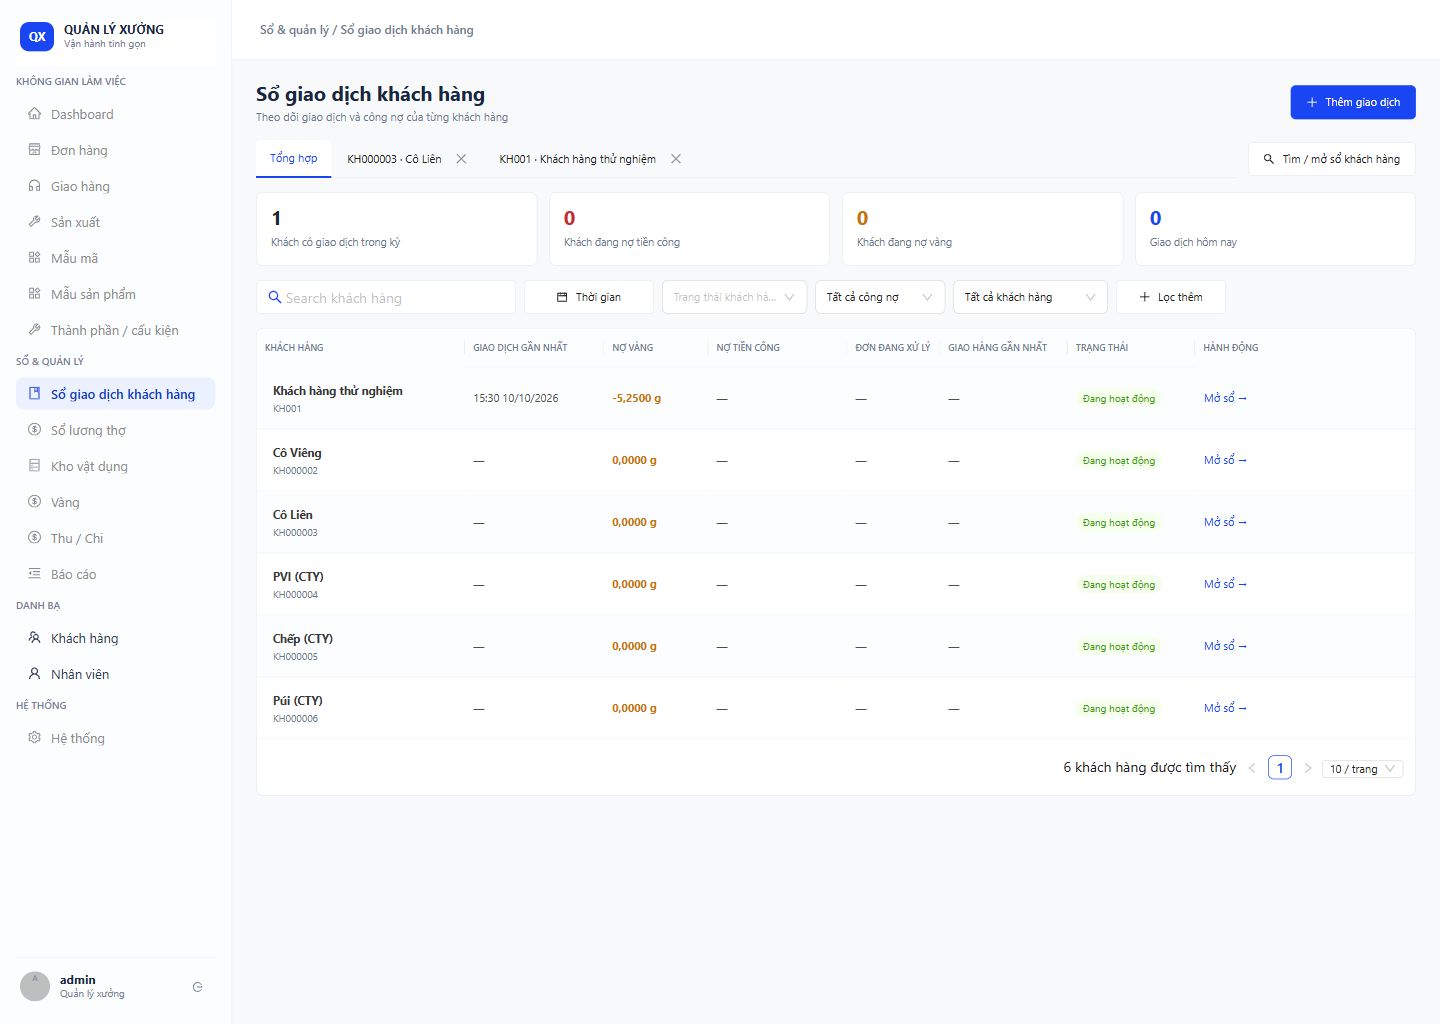 QX
QUẢN LÝ XƯỞNG
Vận hành tinh gọn
KHÔNG GIAN LÀM VIỆC
Dashboard
Đơn hàng
Giao hàng
Sản xuất
Mẫu mã
Mẫu sản phẩm
Thành phần / cấu kiện
SỔ & QUẢN LÝ
Sổ giao dịch khách hàng
Sổ lương thợ
Kho vật dụng
Vàng
Thu / Chi
Báo cáo
DANH BẠ
Khách hàng
Nhân viên
HỆ THỐNG
Hệ thống
A
admin
Quản lý xưởng
Sổ & quản lý / Sổ giao dịch khách hàng
Sổ giao dịch khách hàng
Theo dõi giao dịch và công nợ của từng khách hàng
+ Thêm giao dịch
Tổng hợp KH000003 · Cô Liên KH001 · Khách hàng thử nghiệm
Tìm / mở sổ khách hàng
1
Khách có giao dịch trong kỳ
0
Khách đang nợ tiền công
0
Khách đang nợ vàng
0
Giao dịch hôm nay
Search khách hàng Thời gian Trạng thái khách hà... Tất cả công nợ Tất cả khách hàng + Lọc thêm
KHÁCH HÀNG GIAO DỊCH GẦN NHẤT NỢ VÀNG NỢ TIỀN CÔNG ĐƠN ĐANG XỬ LÝ GIAO HÀNG GẦN NHẤT TRẠNG THÁI HÀNH ĐỘNG
Khách hàng thử nghiệm
KH001
15:30 10/10/2026 -5,2500 g — — — Đang hoạt động Mở sổ →
Cô Viêng
KH000002
— 0,0000 g — — — Đang hoạt động Mở sổ →
Cô Liên
KH000003
— 0,0000 g — — — Đang hoạt động Mở sổ →
PVI (CTY)
KH000004
— 0,0000 g — — — Đang hoạt động Mở sổ →
Chếp (CTY)
KH000005
— 0,0000 g — — — Đang hoạt động Mở sổ →
Púi (CTY)
KH000006
— 0,0000 g — — — Đang hoạt động Mở sổ →
6 khách hàng được tìm thấy < 1 > 10 / trang